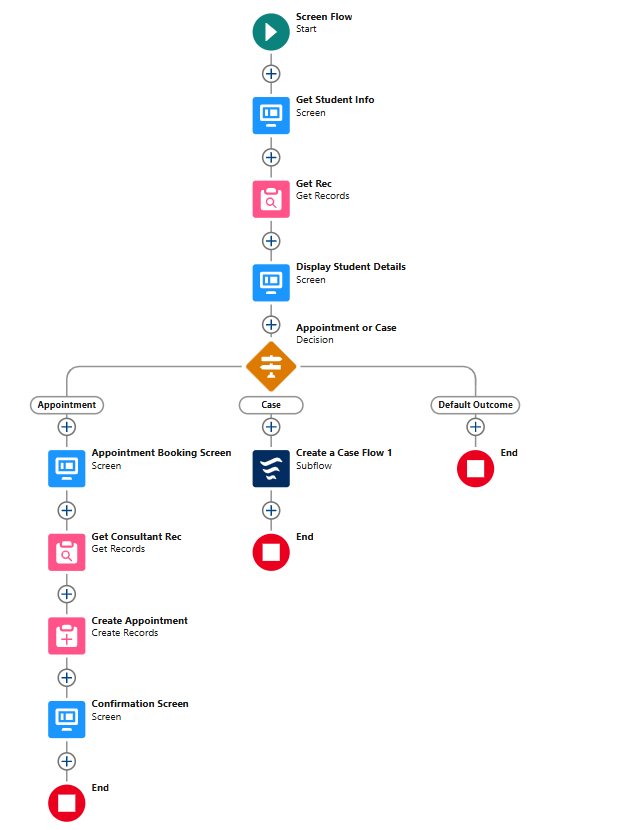 Screen Flow
Start
Get Student Info
Screen
Get Rec
Get Records
Display Student Details
Screen
Appointment or Case
Decision
Appointment
Case
Default Outcome
Appointment Booking Screen
Screen
Create a Case Flow 1
Subflow
End
Get Consultant Rec
Get Records
End
Create Appointment
Create Records
Confirmation Screen
Screen
End